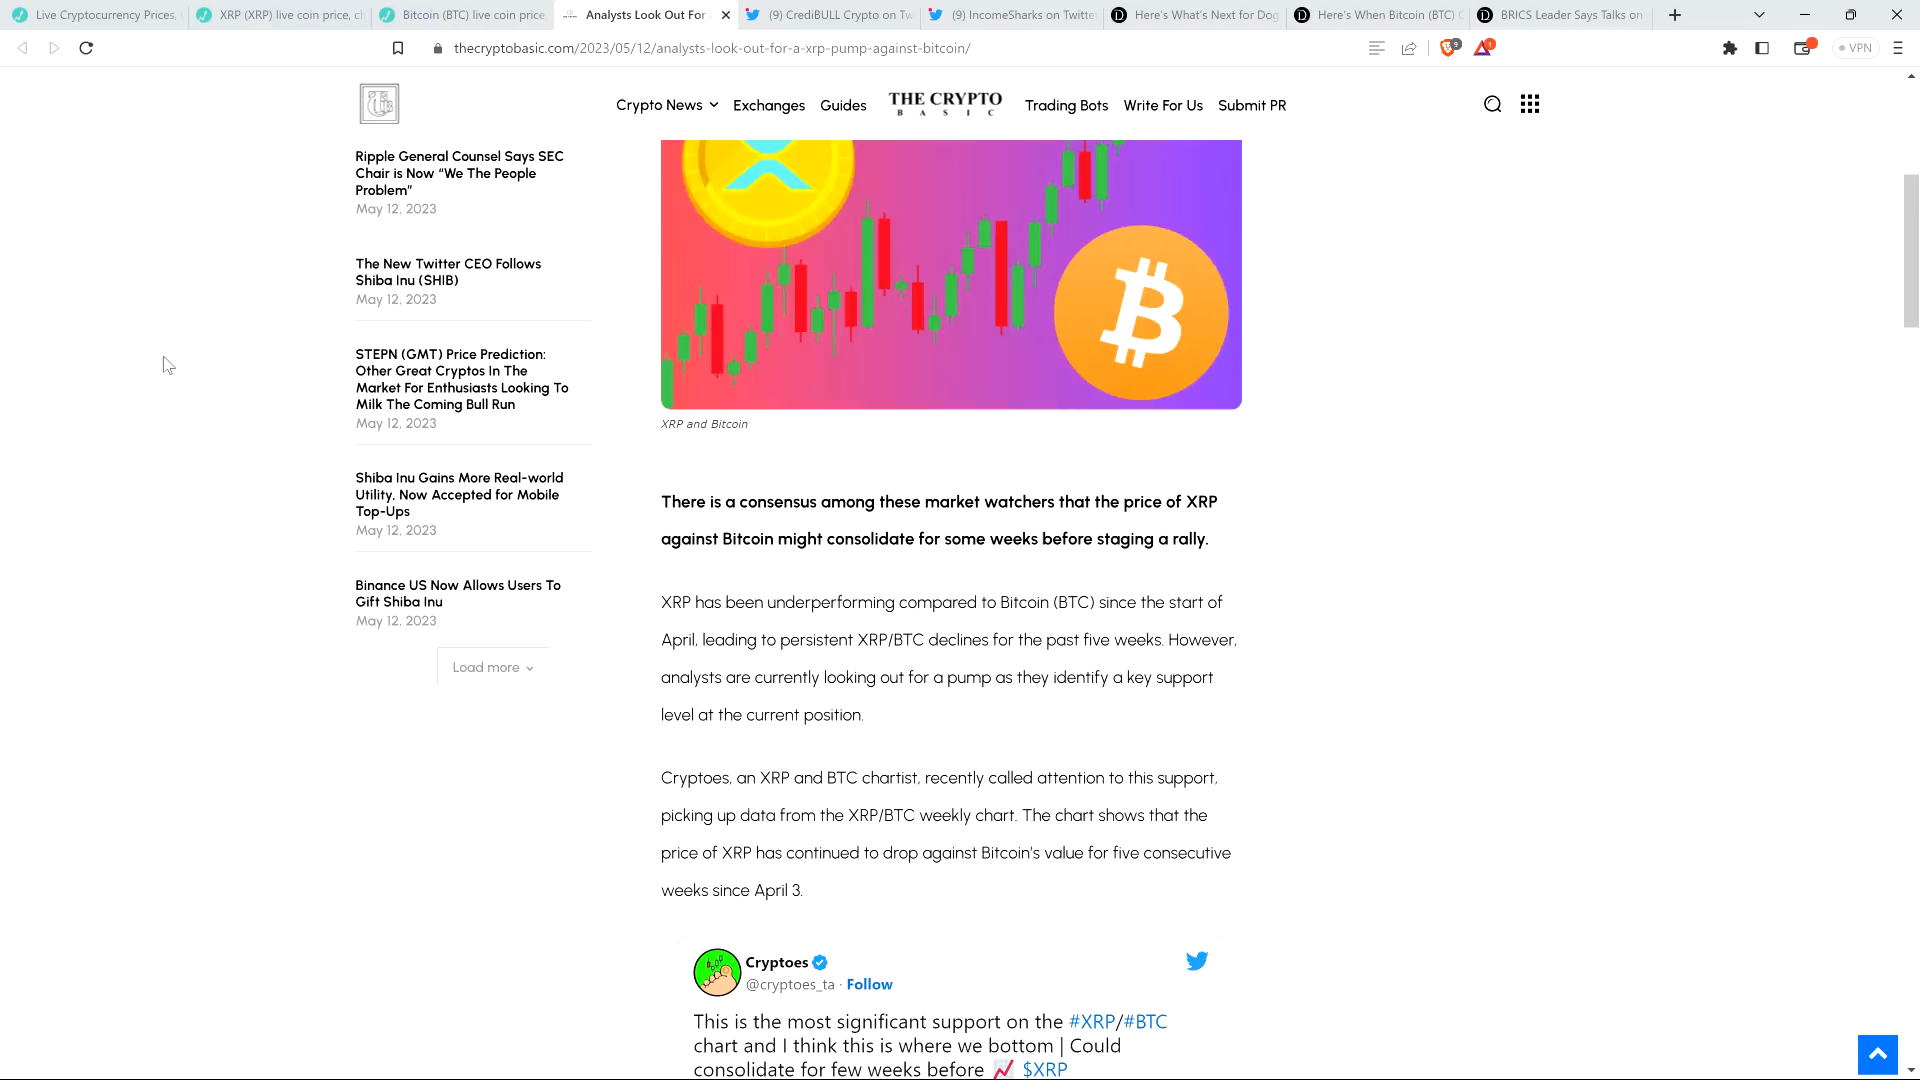 Live Cryptocurrency Prices,
XRP (XRP) live coin price, ch
Bitcoin (BTC) live coin price,
Analysts Look Out For
(9) CrediBULL Crypto on Tw
(9) IncomeSharks on Twitte
Here's What's Next for Dog
Here's When Bitcoin (BTC) C
BRICS Leader Says Talks on
thecryptobasic.com/2023/05/12/analysts-look-out-for-a-xrp-pump-against-bitcoin/
9
1
VPN
Crypto News
Exchanges
Guides
THE CRYPTO
BASIC
Trading Bots
Write For Us
Submit PR
Ripple General Counsel Says SEC
Chair is Now “We The People
Problem”
May 12, 2023
The New Twitter CEO Follows
Shiba Inu (SHIB)
May 12, 2023
STEPN (GMT) Price Prediction:
Other Great Cryptos In The
Market For Enthusiasts Looking To
Milk The Coming Bull Run
May 12, 2023
Shiba Inu Gains More Real-world
Utility, Now Accepted for Mobile
Top-Ups
May 12, 2023
Binance US Now Allows Users To
Gift Shiba Inu
May 12, 2023
Load more
XRP and Bitcoin
There is a consensus among these market watchers that the price of XRP
against Bitcoin might consolidate for some weeks before staging a rally.
XRP has been underperforming compared to Bitcoin (BTC) since the start of
April, leading to persistent XRP/BTC declines for the past five weeks. However,
analysts are currently looking out for a pump as they identify a key support
level at the current position.
Cryptoes, an XRP and BTC chartist, recently called attention to this support,
picking up data from the XRP/BTC weekly chart. The chart shows that the
price of XRP has continued to drop against Bitcoin's value for five consecutive
weeks since April 3.
Cryptoes
@cryptoes_ta · Follow
This is the most significant support on the #XRP/#BTC
chart and I think this is where we bottom | Could
consolidate for few weeks before 📈 $XRP